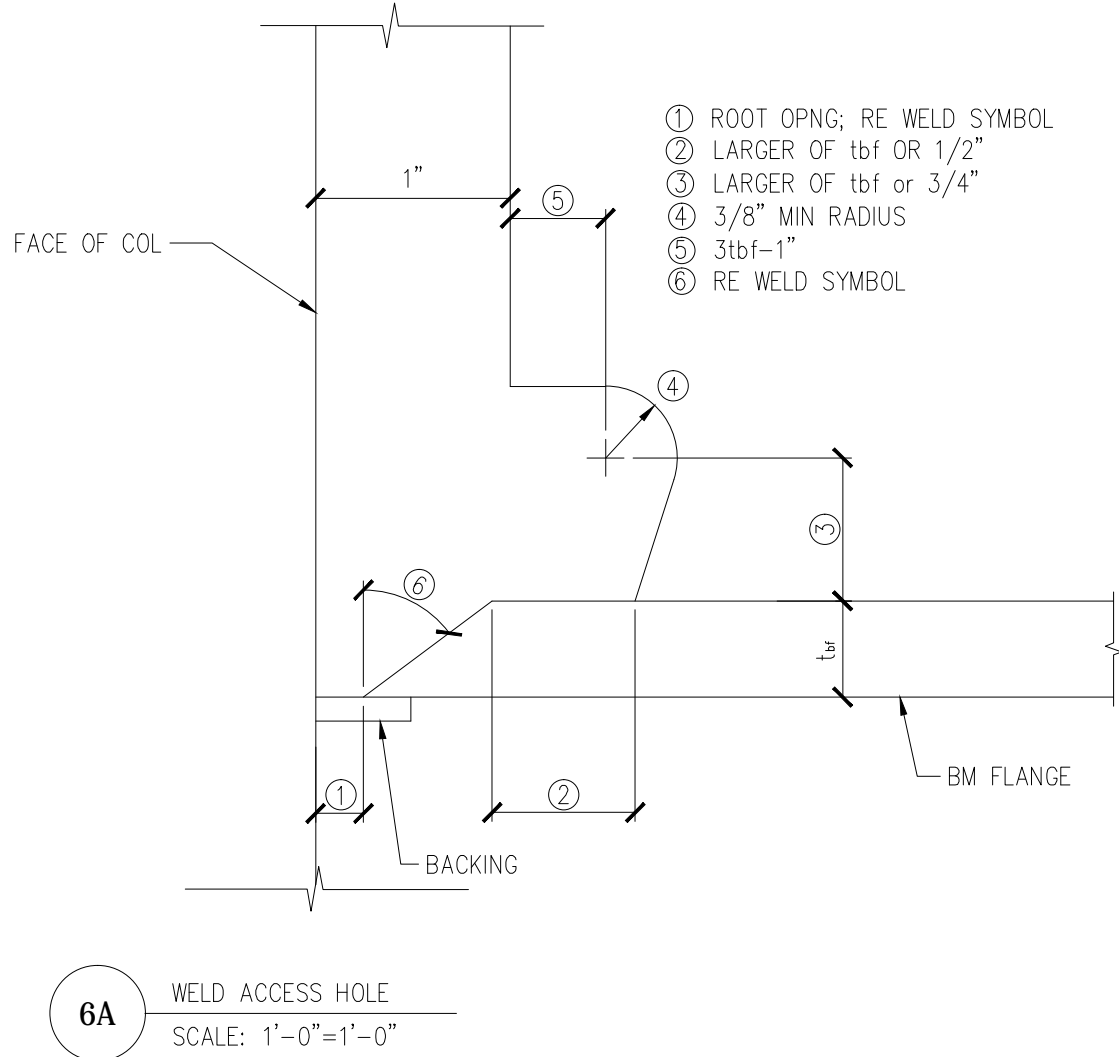 ① ROOT OPNG; RE WELD SYMBOL
② LARGER OF tbf OR 1/2"
③ LARGER OF tbf or 3/4"
④ 3/8" MIN RADIUS
⑤ 3tbf-1"
⑥ RE WELD SYMBOL
1"
⑤
FACE OF COL
④
③
⑥
tbf
BM FLANGE
①
②
BACKING
6A
WELD ACCESS HOLE
SCALE: 1'-0"=1'-0"